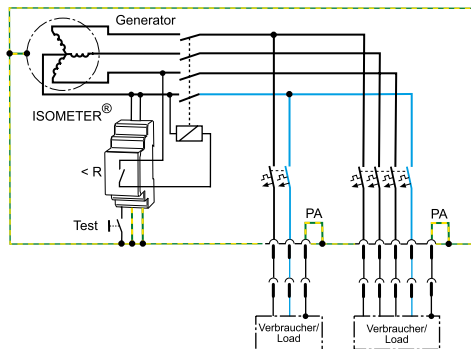 Generator
ISOMETER®
< R
Test
PA
PA
Verbraucher/
Load
Verbraucher/
Load